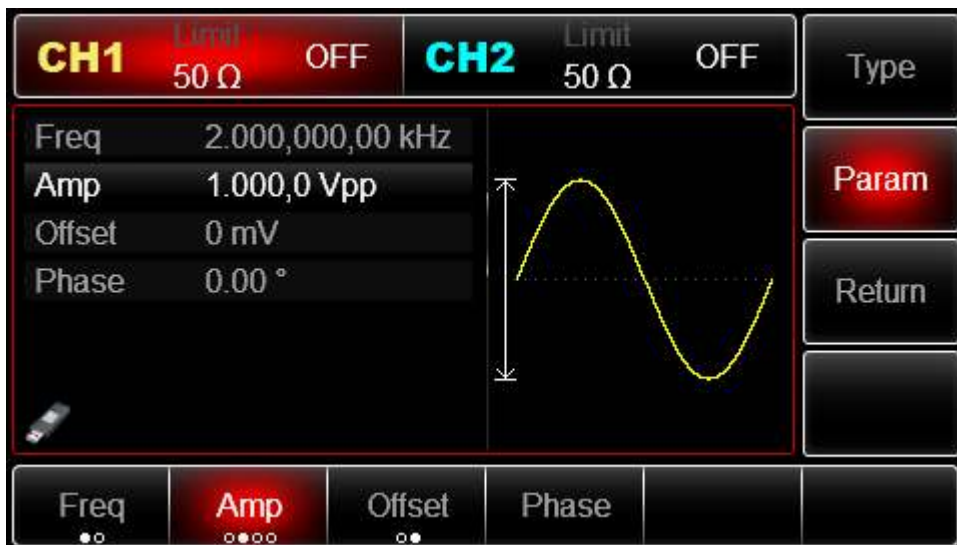 CH1 Limit 50 Ω OFF CH2 Limit 50 Ω OFF
Type
Freq 2.000,000,00 kHz
Amp 1.000,0 Vpp
Param
Offset 0 mV
Phase 0.00 °
Return
Freq Amp Offset Phase